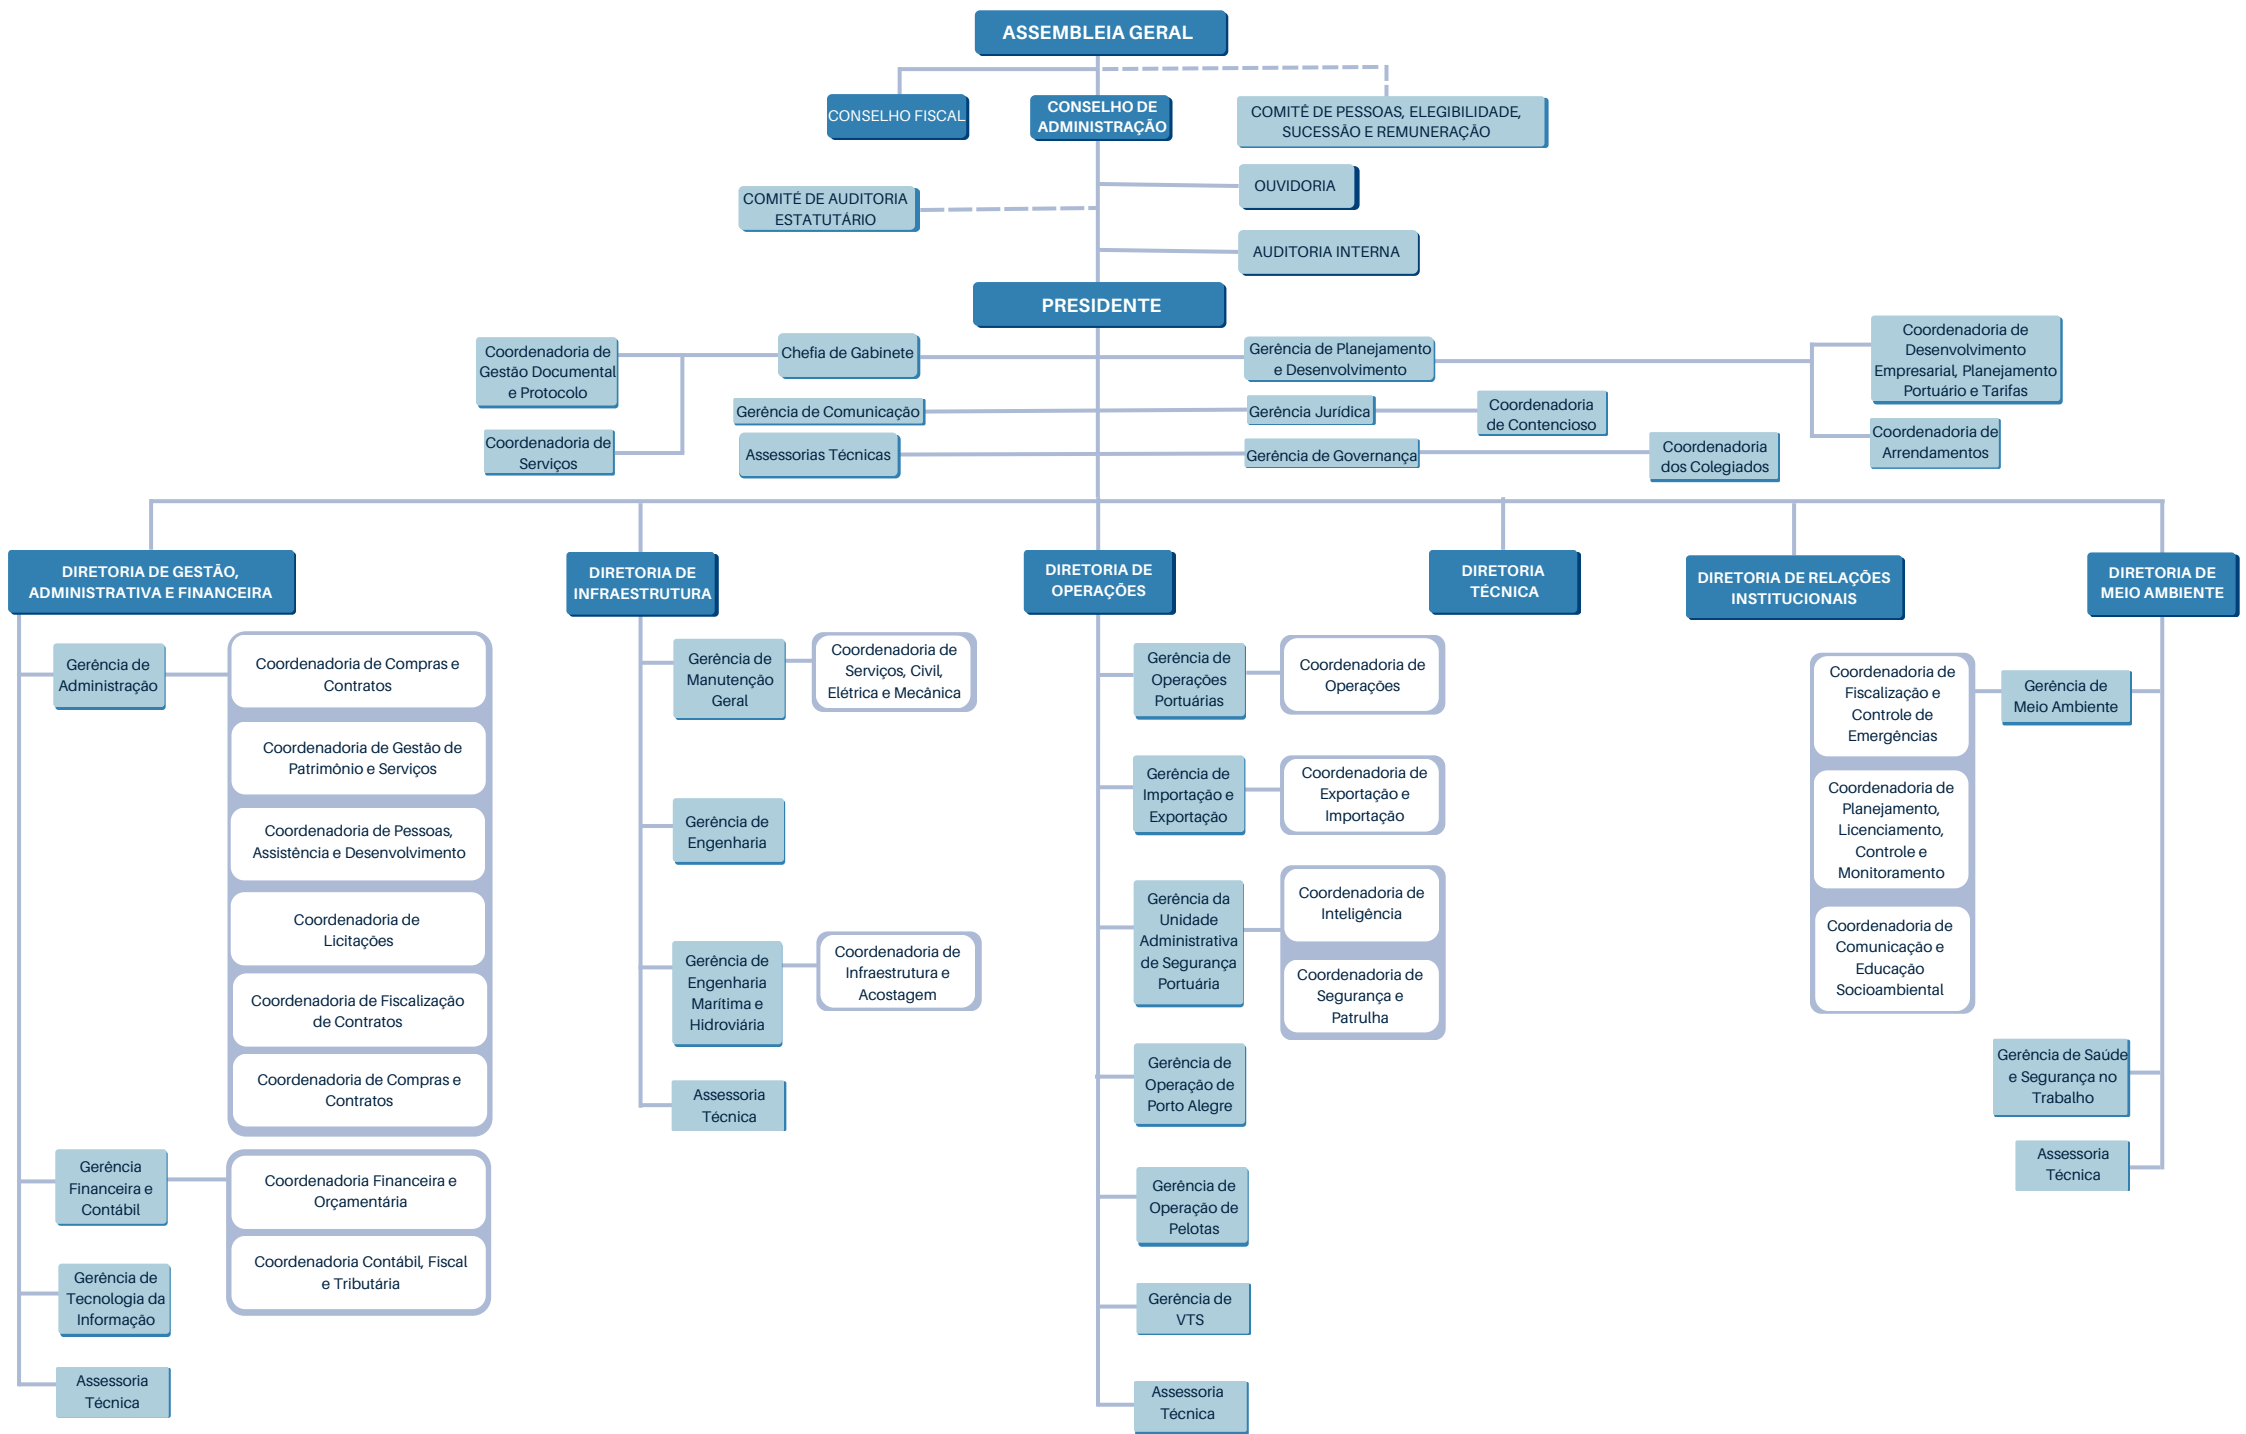 ASSEMBLEIA GERAL
CONSELHO FISCAL
CONSELHO DE
ADMINISTRAÇÃO
COMITÊ DE PESSOAS, ELEGIBILIDADE,
SUCESSÃO E REMUNERAÇÃO
OUVIDORIA
COMITÉ DE AUDITORIA
ESTATUTÁRIO
AUDITORIA INTERNA
PRESIDENTE
Coordenadoria de
Gestão Documental
e Protocolo
Chefia de Gabinete
Gerência de Planejamento
e Desenvolvimento
Coordenadoria de
Desenvolvimento
Empresarial, Planejamento
Portuário e Tarifas
Gerência de Comunicação
Gerência Jurídica
Coordenadoria
de Contencioso
Coordenadoria de
Serviços
Assessorias Técnicas
Gerência de Governança
Coordenadoria
dos Colegiados
Coordenadoria de
Arrendamentos
DIRETORIA DE GESTÃO,
ADMINISTRATIVA E FINANCEIRA
DIRETORIA DE
INFRAESTRUTURA
DIRETORIA DE
OPERAÇÕES
DIRETORIA
TÉCNICA
DIRETORIA DE RELAÇÕES
INSTITUCIONAIS
DIRETORIA DE
MEIO AMBIENTE
Gerência de
Administração
Coordenadoria de Compras e
Contratos
Coordenadoria de Gestão de
Patrimônio e Serviços
Coordenadoria de Pessoas,
Assistência e Desenvolvimento
Coordenadoria de
Licitações
Coordenadoria de Fiscalização
de Contratos
Coordenadoria de Compras e
Contratos
Gerência
Financeira e
Contábil
Coordenadoria Financeira e
Orçamentária
Coordenadoria Contábil, Fiscal
e Tributária
Gerência de
Tecnologia da
Informação
Assessoria
Técnica
Gerência de
Manutenção
Geral
Coordenadoria de
Serviços, Civil,
Elétrica e Mecânica
Gerência de
Engenharia
Gerência de
Engenharia
Marítima e
Hidroviária
Coordenadoria de
Infraestrutura e
Acostagem
Assessoria
Técnica
Gerência de
Operações
Portuárias
Coordenadoria de
Operações
Gerência de
Importação e
Exportação
Coordenadoria de
Exportação e
Importação
Gerência da
Unidade
Administrativa
de Segurança
Portuária
Coordenadoria de
Inteligência
Coordenadoria de
Segurança e
Patrulha
Gerência de
Operação de
Porto Alegre
Gerência de
Operação de
Pelotas
Gerência de
VTS
Assessoria
Técnica
Coordenadoria de
Fiscalização e
Controle de
Emergências
Gerência de
Meio Ambiente
Coordenadoria de
Planejamento,
Licenciamento,
Controle e
Monitoramento
Coordenadoria de
Comunicação e
Educação
Socioambiental
Gerência de Saúde
e Segurança no
Trabalho
Assessoria
Técnica